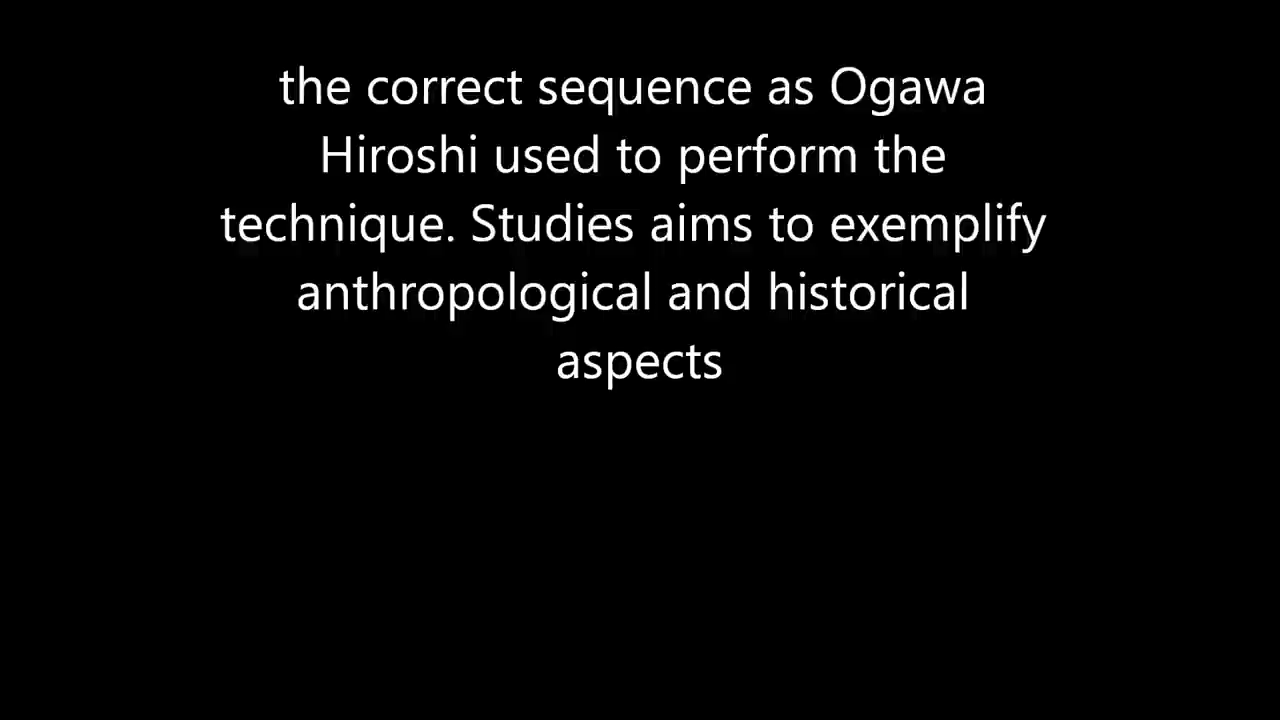 the correct sequence as Ogawa
Hiroshi used to perform the
technique. Studies aims to exemplify
anthropological and historical
aspects